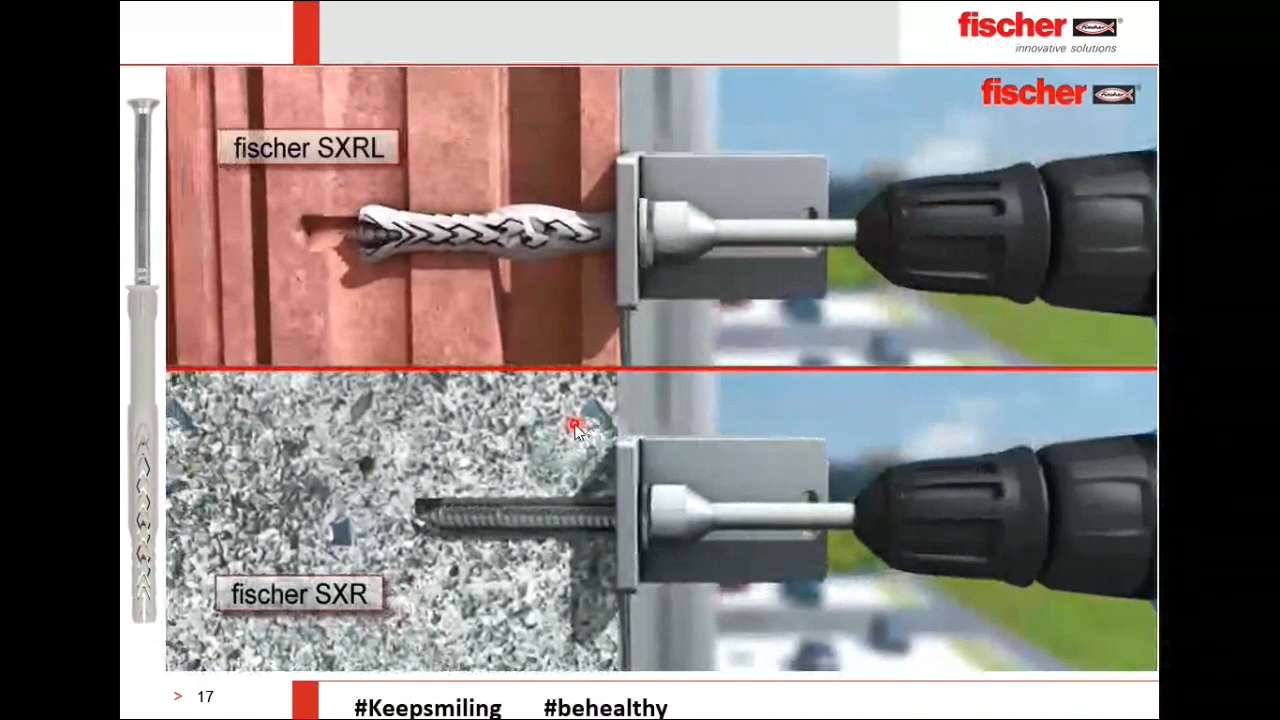 fischer
innovative solutions
fischer
fischer SXRL
fischer SXR
> 17
#Keepsmiling #behealthy